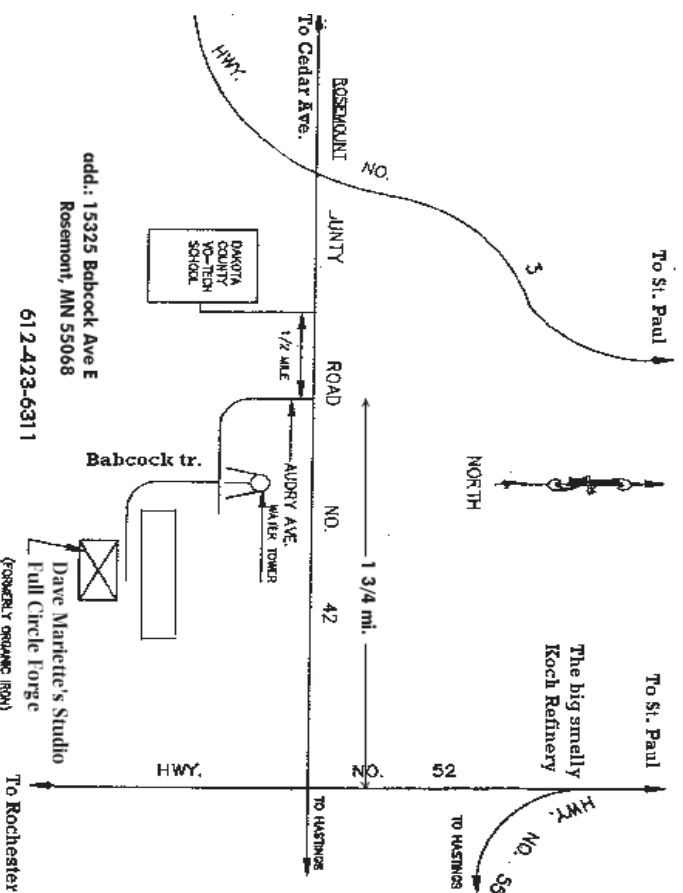 To St. Paul
To St. Paul
The big smelly
Koch Refinery
HWY. NO. 55
TO HASTINGS
NORTH
HWY. NO. 3
ROSEMOUNT
To Cedar Ave.
UNTY ROAD NO. 42
1 3/4 mi.
HWY. NO. 52
TO HASTINGS
DAKOTA
COUNTY
VO-TECH
SCHOOL
1/2 MILE
AUDRY AVE.
WATER TOWER
Babcock tr.
Dave Mariette's Studio
Full Circle Forge
(FORMERLY ORGANIC IRON)
To Rochester
add.: 15325 Babcock Ave E
Rosemont, MN 55068
612-423-6311